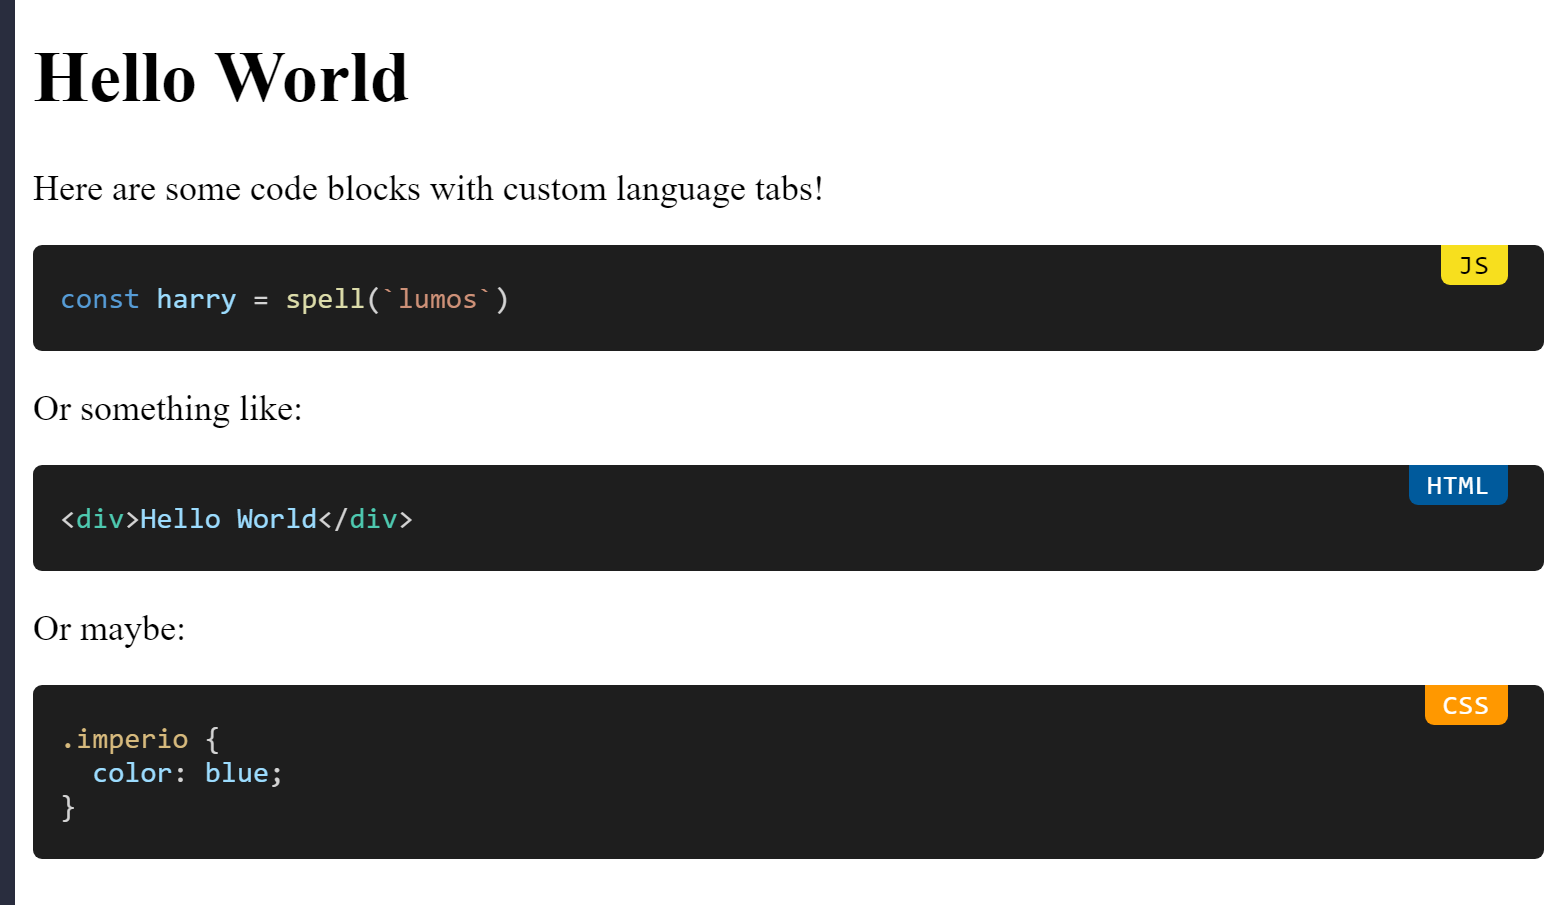 Hello World
Here are some code blocks with custom language tabs!
JS
const harry = spell(`lumos`)
Or something like:
HTML
<div>Hello World</div>
Or maybe:
CSS
.imperio {
  color: blue;
}